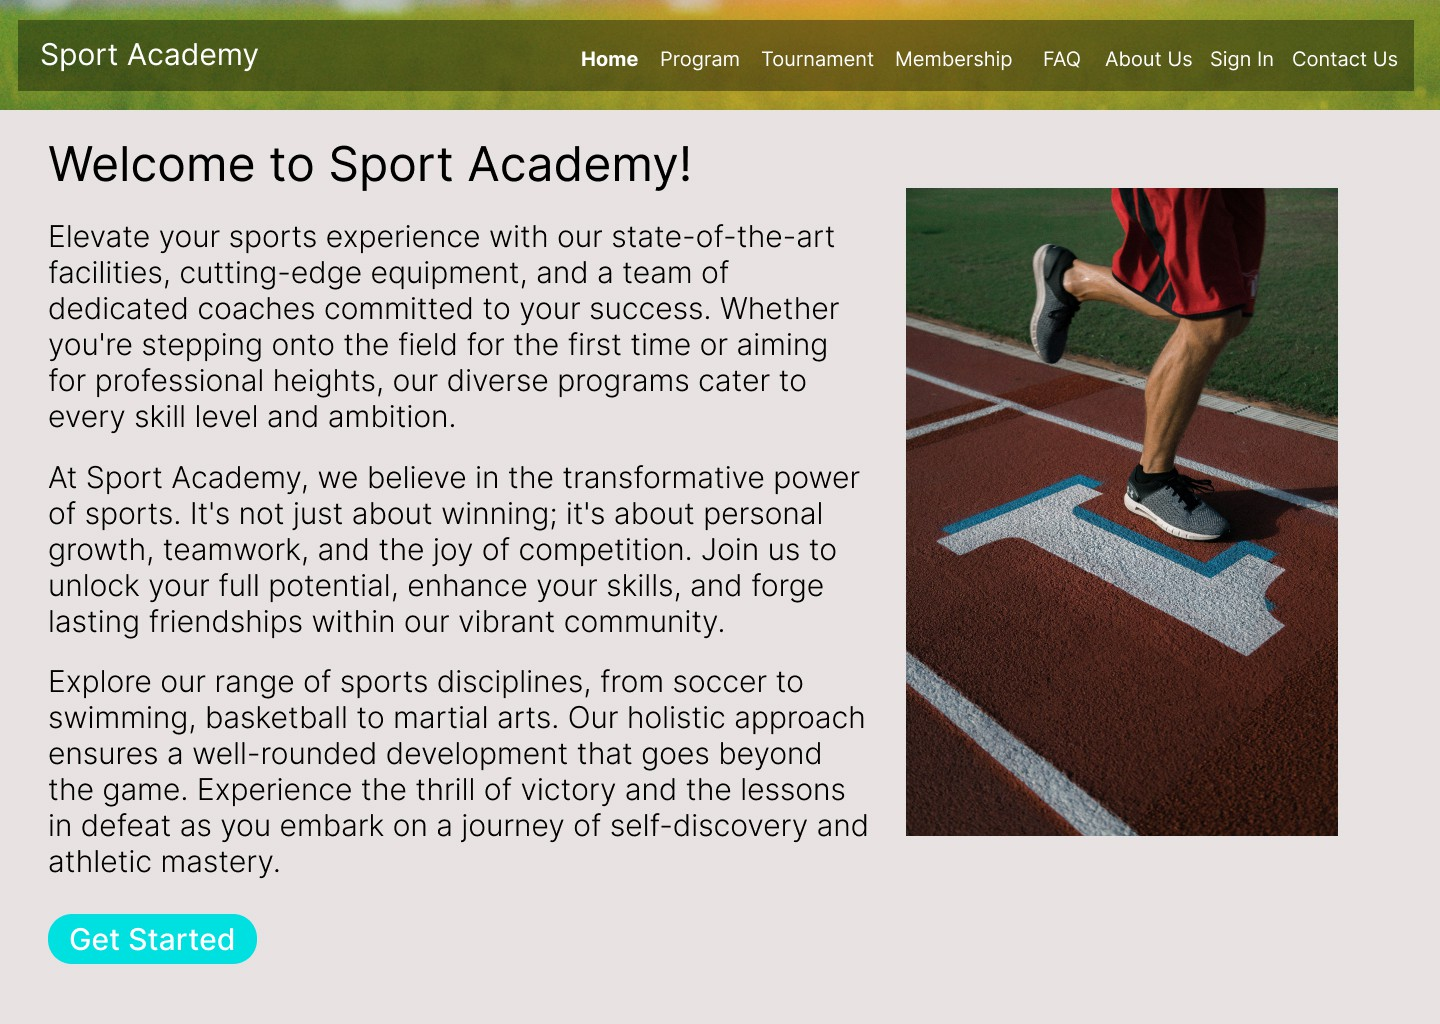 Sport Academy
Home Program Tournament Membership FAQ About Us Sign In Contact Us
Welcome to Sport Academy!
Elevate your sports experience with our state-of-the-art
facilities, cutting-edge equipment, and a team of
dedicated coaches committed to your success. Whether
you're stepping onto the field for the first time or aiming
for professional heights, our diverse programs cater to
every skill level and ambition.
At Sport Academy, we believe in the transformative power
of sports. It's not just about winning; it's about personal
growth, teamwork, and the joy of competition. Join us to
unlock your full potential, enhance your skills, and forge
lasting friendships within our vibrant community.
Explore our range of sports disciplines, from soccer to
swimming, basketball to martial arts. Our holistic approach
ensures a well-rounded development that goes beyond
the game. Experience the thrill of victory and the lessons
in defeat as you embark on a journey of self-discovery and
athletic mastery.
1
Get Started